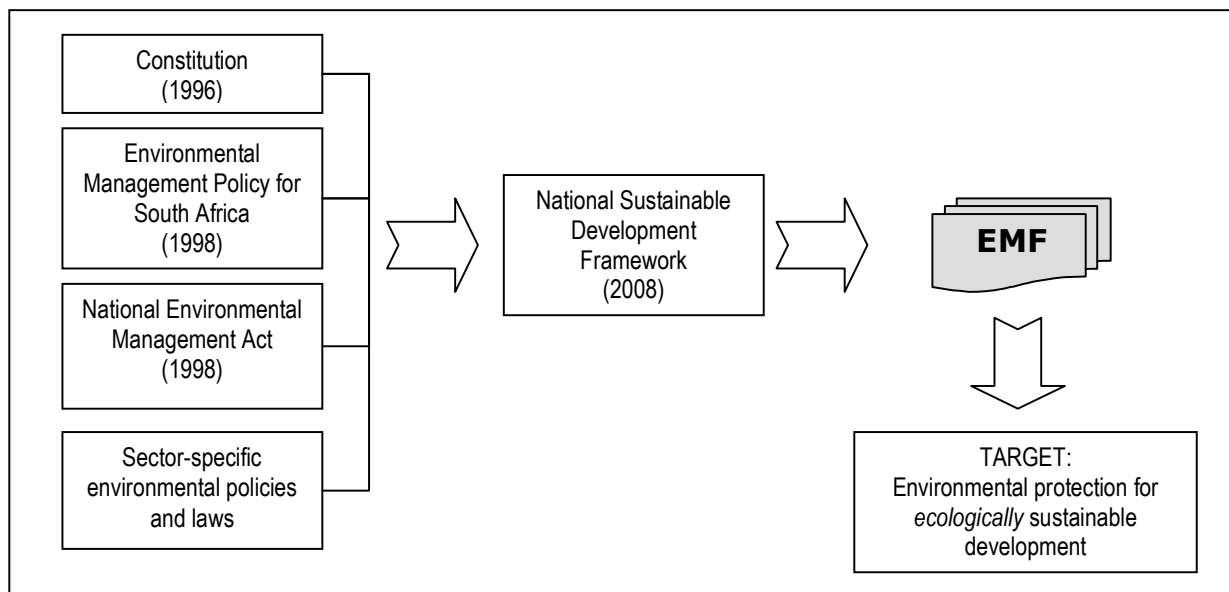 Constitution
(1996)
Environmental
Management Policy for
South Africa
(1998)
National Environmental
Management Act
(1998)
Sector-specific
environmental policies
and laws
National Sustainable
Development
Framework
(2008)
EMF
TARGET:
Environmental protection for
ecologically sustainable
development